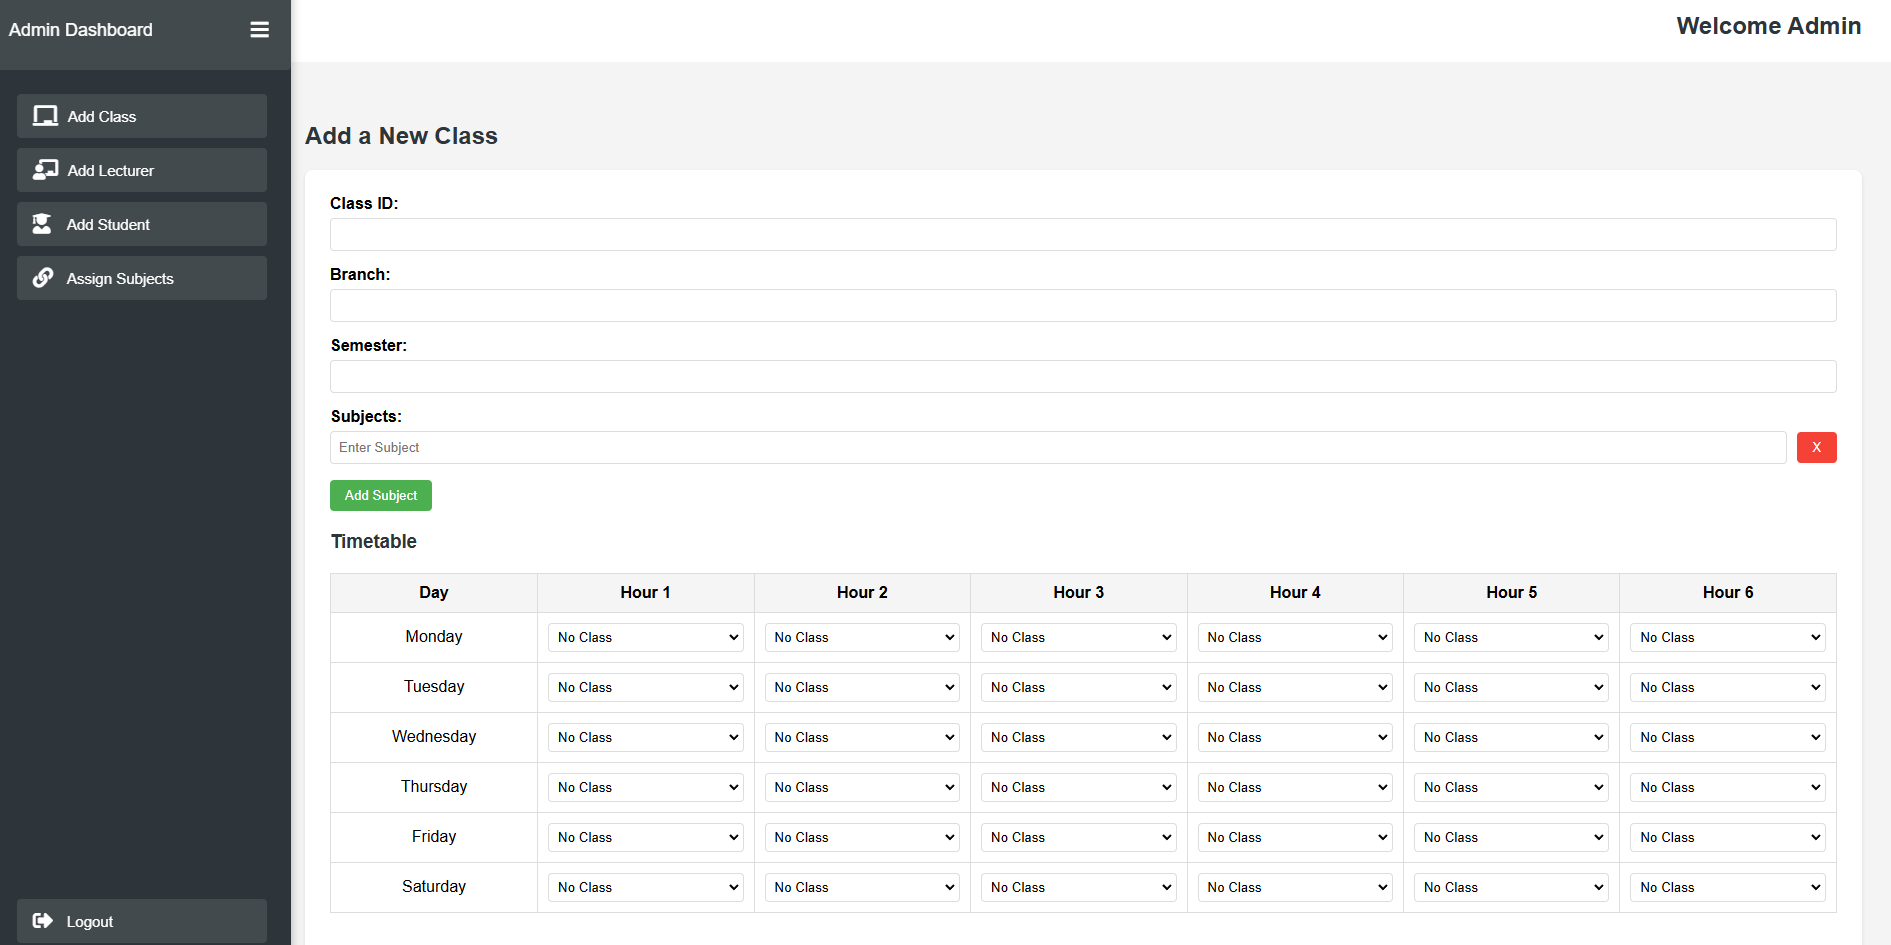 Admin Dashboard
Welcome Admin
Add Class
Add Lecturer
Add Student
Assign Subjects
Logout
Add a New Class
Class ID:
Branch:
Semester:
Subjects:
Enter Subject X
Add Subject
Timetable
Day Hour 1 Hour 2 Hour 3 Hour 4 Hour 5 Hour 6
Monday No Class No Class No Class No Class No Class No Class
Tuesday No Class No Class No Class No Class No Class No Class
Wednesday No Class No Class No Class No Class No Class No Class
Thursday No Class No Class No Class No Class No Class No Class
Friday No Class No Class No Class No Class No Class No Class
Saturday No Class No Class No Class No Class No Class No Class